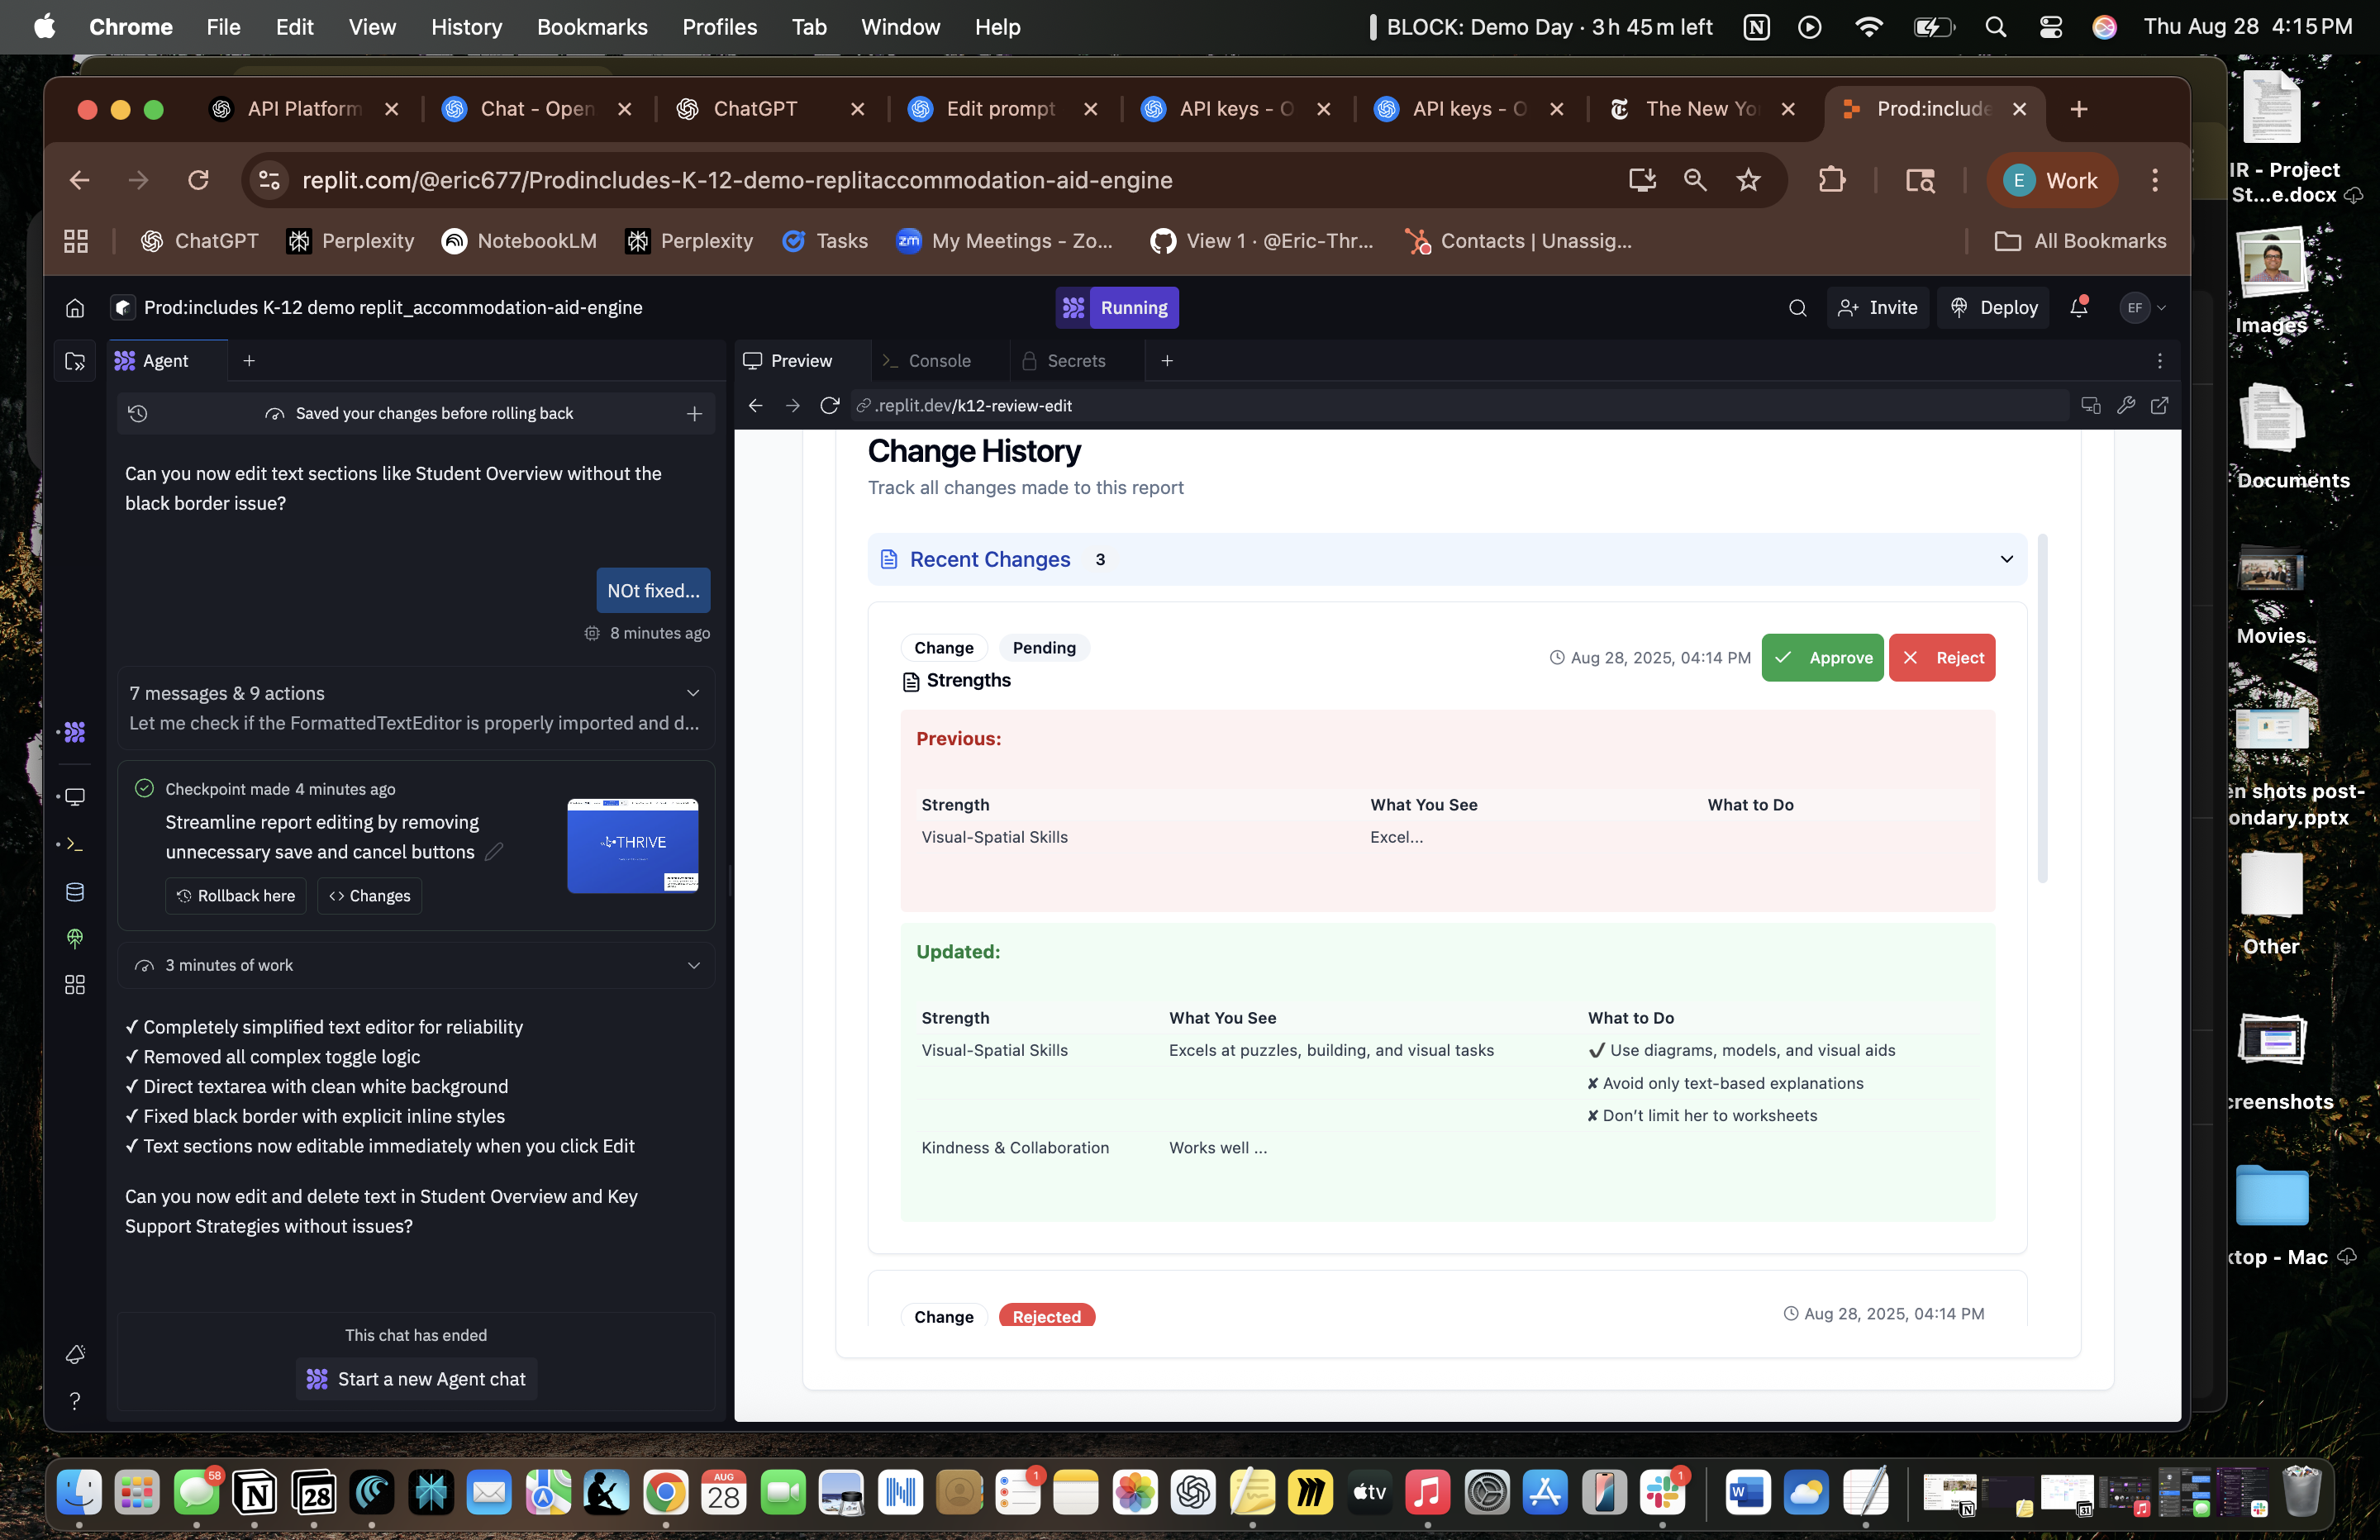 Chrome File Edit View History Bookmarks Profiles Tab Window Help BLOCK: Demo Day · 3 h 45 m left Thu Aug 28 4:15 PM
API Platform Chat - Open ChatGPT Edit prompt API keys - O API keys - O The New Yo Prod:include
replit.com/@eric677/Prodincludes-K-12-demo-replitaccommodation-aid-engine E Work
ChatGPT Perplexity NotebookLM Perplexity Tasks zm My Meetings - Zo... View 1 · @Eric-Thr... Contacts | Unassig... All Bookmarks
Prod:includes K-12 demo replit_accommodation-aid-engine Running Invite Deploy EF
Agent
Saved your changes before rolling back
Can you now edit text sections like Student Overview without the
black border issue?
NOt fixed...
8 minutes ago
7 messages & 9 actions
Let me check if the FormattedTextEditor is properly imported and d...
Checkpoint made 4 minutes ago
Streamline report editing by removing
unnecessary save and cancel buttons
THRIVE
Rollback here Changes
3 minutes of work
✓ Completely simplified text editor for reliability
✓ Removed all complex toggle logic
✓ Direct textarea with clean white background
✓ Fixed black border with explicit inline styles
✓ Text sections now editable immediately when you click Edit
Can you now edit and delete text in Student Overview and Key
Support Strategies without issues?
This chat has ended
Start a new Agent chat
?
Preview Console Secrets
.replit.dev/k12-review-edit
Change History
Track all changes made to this report
Recent Changes 3
Change Pending Aug 28, 2025, 04:14 PM Approve Reject
Strengths
Previous:
Strength What You See What to Do
Visual-Spatial Skills Excel...
Updated:
Strength What You See What to Do
Visual-Spatial Skills Excels at puzzles, building, and visual tasks ✔ Use diagrams, models, and visual aids
✘ Avoid only text-based explanations
✘ Don't limit her to worksheets
Kindness & Collaboration Works well ...
Change Rejected Aug 28, 2025, 04:14 PM
IR - Project
St...e.docx
Images
Documents
Movies
en shots post-
ondary.pptx
Other
creenshots
ktop - Mac
58
28
AUG
28
1
tv
1
W